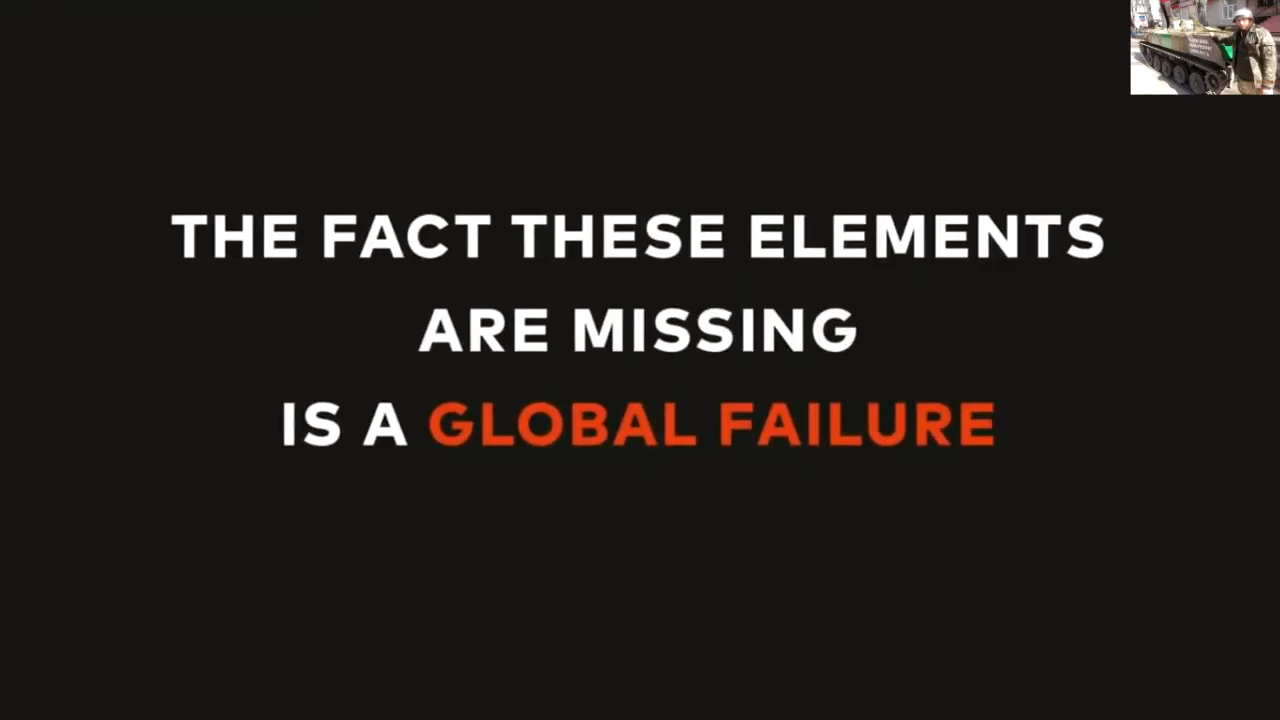 THE FACT THESE ELEMENTS
ARE MISSING
IS A GLOBAL FAILURE